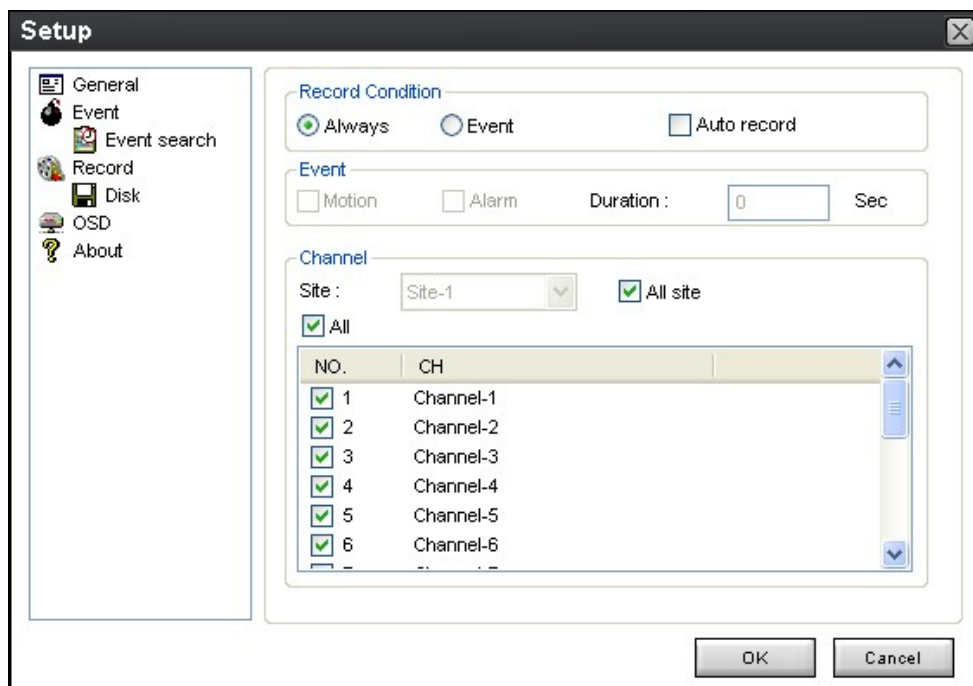 Setup
General
Event
Event search
Record
Disk
OSD
About
Record Condition
Always Event Auto record
Event
Motion Alarm Duration : 0 Sec
Channel
Site : Site-1 All site
All
NO. CH
1 Channel-1
2 Channel-2
3 Channel-3
4 Channel-4
5 Channel-5
6 Channel-6
OK Cancel